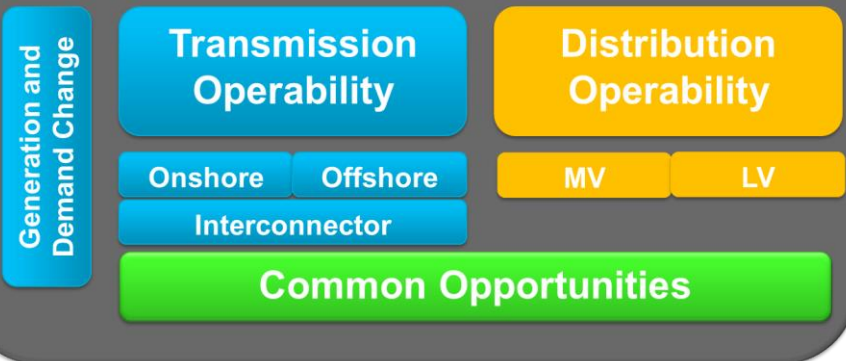 Generation and
Demand Change
Transmission
Operability
Distribution
Operability
Onshore
Offshore
MV
LV
Interconnector
Common Opportunities